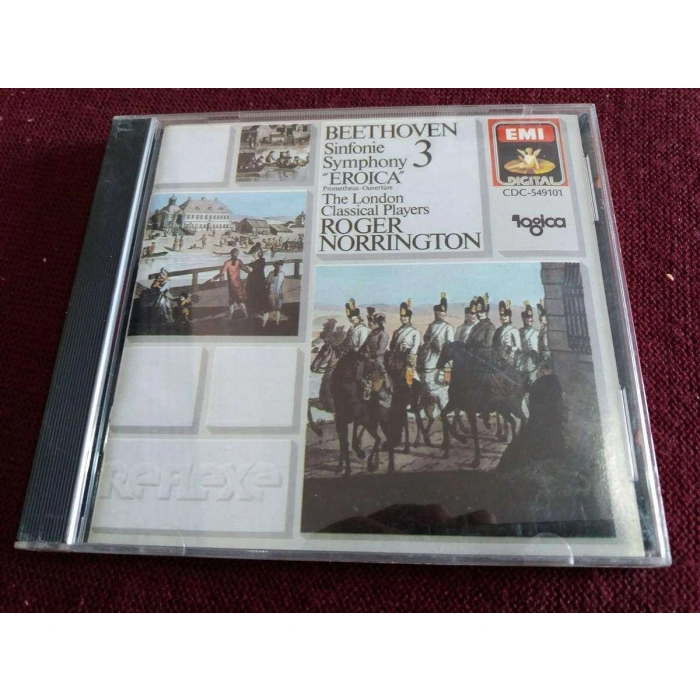 BEETHOVEN
Sinfonie
Symphony 3
"EROICA"
Prometheus-Ouvertüre
The London
Classical Players
ROGER
NORRINGTON
EMI
DIGITAL
CDC-549101
logica
REFLEXE